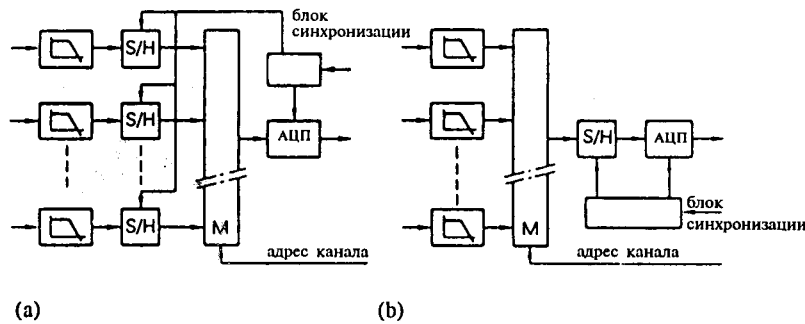 блок
синхронизации
S/H
S/H
S/H
M
АЦП
адрес канала
(a)
S/H
АЦП
M
блок
синхронизации
адрес канала
(b)